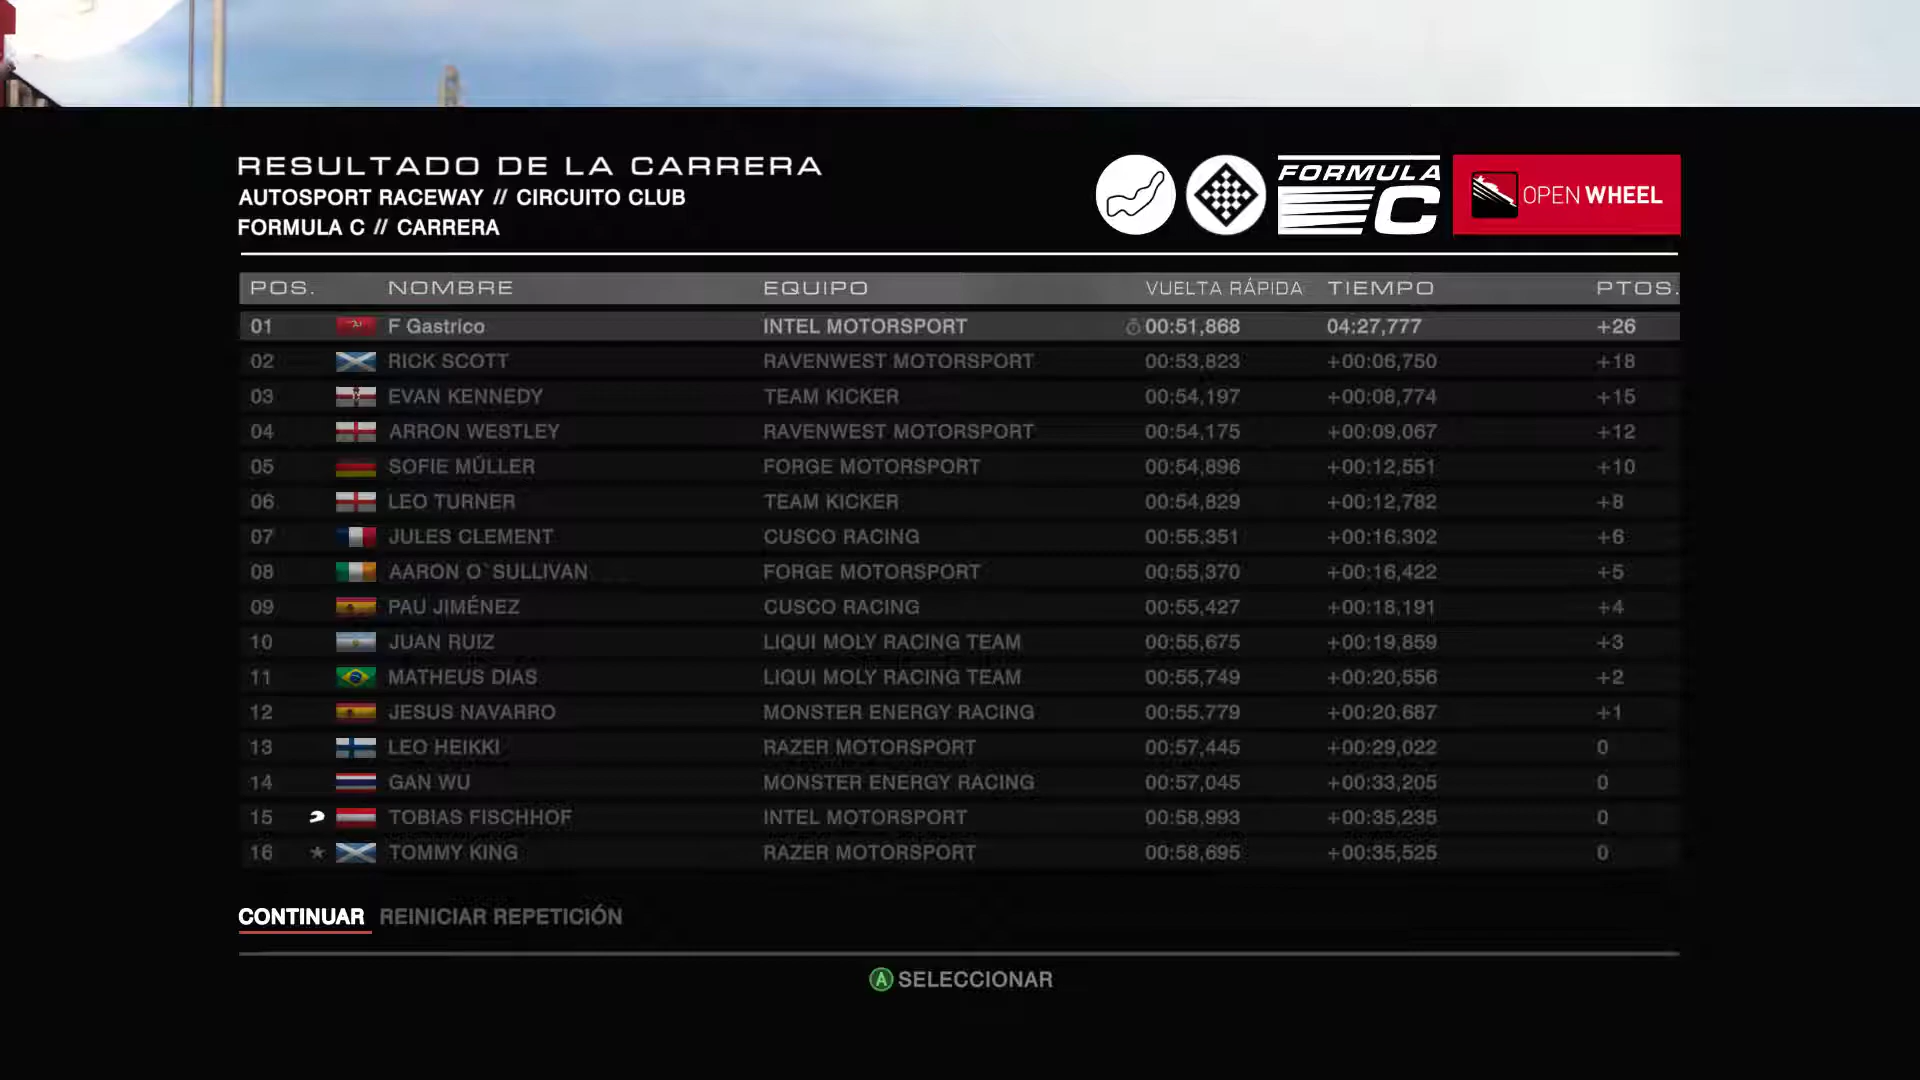 RESULTADO DE LA CARRERA
AUTOSPORT RACEWAY // CIRCUITO CLUB
FORMULA C // CARRERA
FORMULA C
OPEN WHEEL
POS. NOMBRE EQUIPO VUELTA RÁPIDA TIEMPO PTOS.
01 F Gastrico INTEL MOTORSPORT 00:51,868 04:27,777 +26
02 RICK SCOTT RAVENWEST MOTORSPORT 00:53,823 +00:06,750 +18
03 EVAN KENNEDY TEAM KICKER 00:54,197 +00:08,774 +15
04 ARRON WESTLEY RAVENWEST MOTORSPORT 00:54,175 +00:09,067 +12
05 SOFIE MÜLLER FORGE MOTORSPORT 00:54,896 +00:12,551 +10
06 LEO TURNER TEAM KICKER 00:54,829 +00:12,782 +8
07 JULES CLEMENT CUSCO RACING 00:55,351 +00:16,302 +6
08 AARON O`SULLIVAN FORGE MOTORSPORT 00:55,370 +00:16,422 +5
09 PAU JIMÉNEZ CUSCO RACING 00:55,427 +00:18,191 +4
10 JUAN RUIZ LIQUI MOLY RACING TEAM 00:55,675 +00:19,859 +3
11 MATHEUS DIAS LIQUI MOLY RACING TEAM 00:55,749 +00:20,556 +2
12 JESUS NAVARRO MONSTER ENERGY RACING 00:55,779 +00:20,687 +1
13 LEO HEIKKI RAZER MOTORSPORT 00:57,445 +00:29,022 0
14 GAN WU MONSTER ENERGY RACING 00:57,045 +00:33,205 0
15 TOBIAS FISCHHOF INTEL MOTORSPORT 00:58,993 +00:35,235 0
16 TOMMY KING RAZER MOTORSPORT 00:58,695 +00:35,525 0
CONTINUAR REINICIAR REPETICIÓN
A SELECCIONAR